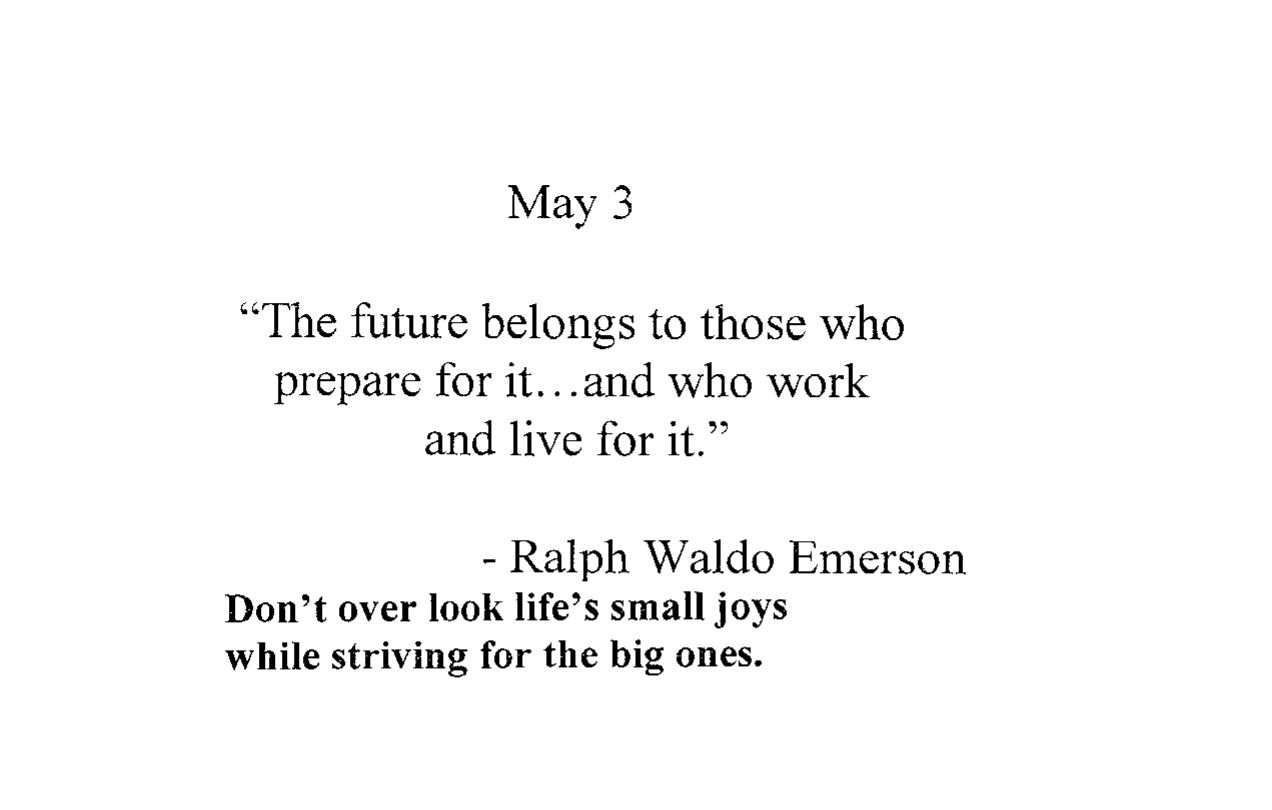 May 3
“The future belongs to those who
prepare for it...and who work
and live for it.”
- Ralph Waldo Emerson
Don’t over look life’s small joys
while striving for the big ones.